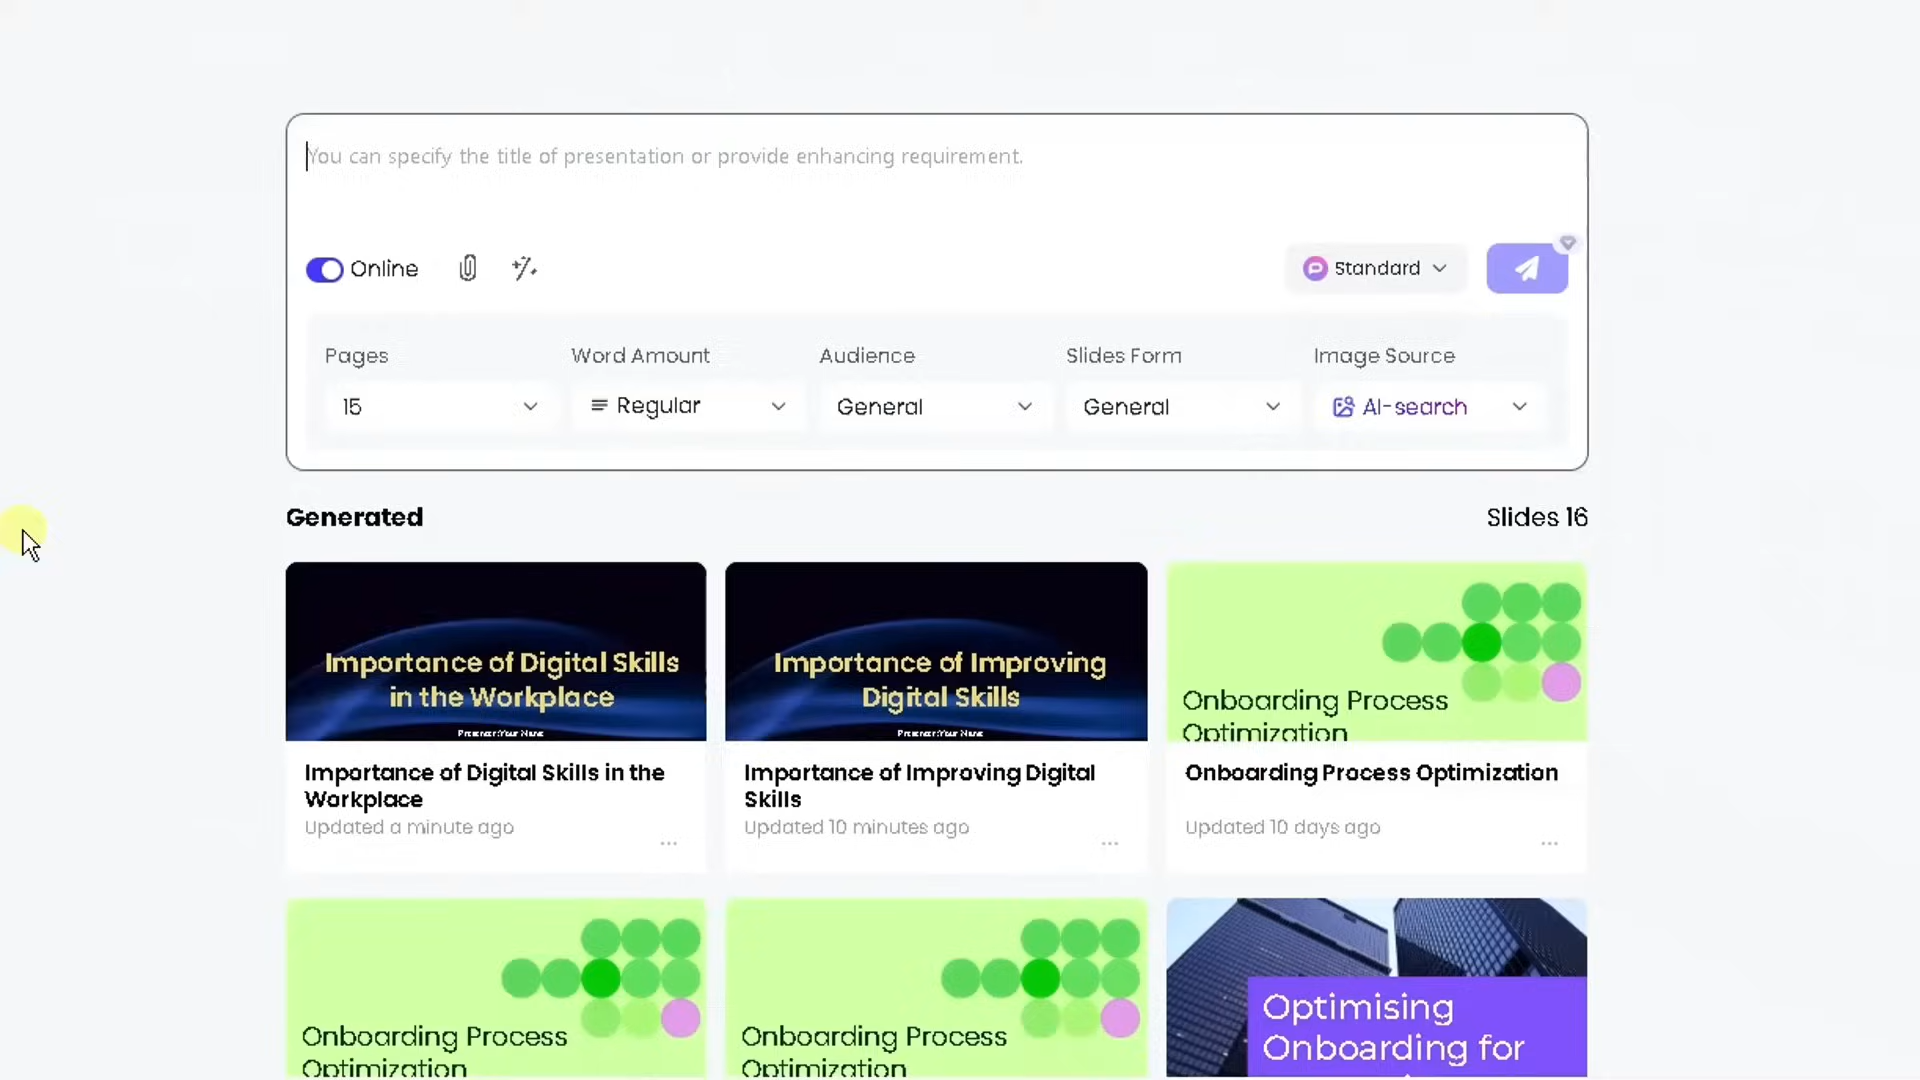 You can specify the title of presentation or provide enhancing requirement.
Online
Standard
Pages
Word Amount
Audience
Slides Form
Image Source
15
Regular
General
General
AI-search
Generated
Slides 16
Importance of Digital Skills
in the Workplace
Importance of Improving
Digital Skills
Onboarding Process
Optimization
Importance of Digital Skills in the
Workplace
Updated a minute ago
Importance of Improving Digital
Skills
Updated 10 minutes ago
Onboarding Process Optimization
Updated 10 days ago
Onboarding Process
Optimization
Onboarding Process
Optimization
Optimising
Onboarding for